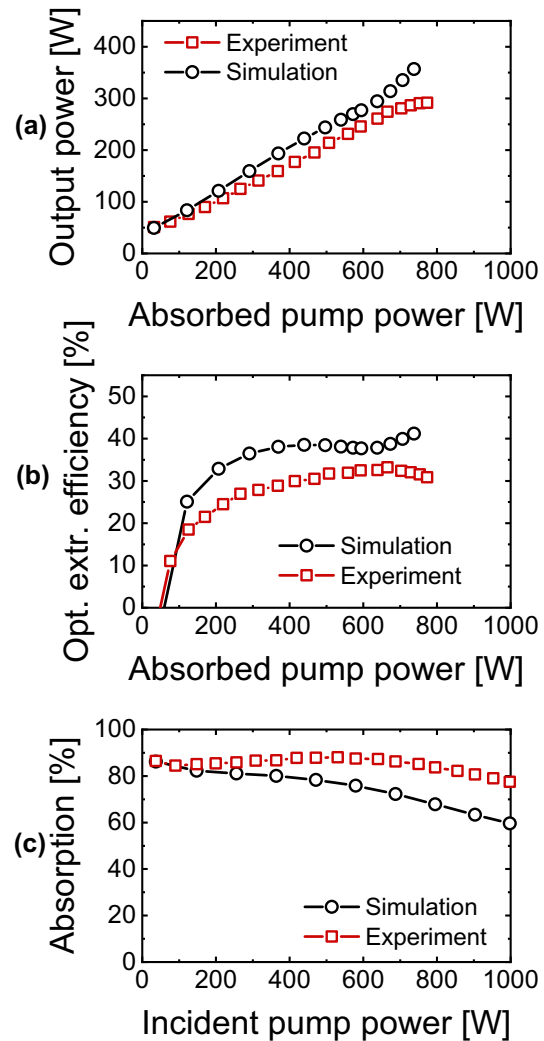 (a)
Output power [W]
400
300
200
100
0
Experiment
Simulation
0 200 400 600 800 1000
Absorbed pump power [W]
(b)
Opt. extr. efficiency [%]
50
40
30
20
10
0
Simulation
Experiment
0 200 400 600 800 1000
Absorbed pump power [W]
(c)
Absorption [%]
100
80
60
40
20
0
Simulation
Experiment
0 200 400 600 800 1000
Incident pump power [W]